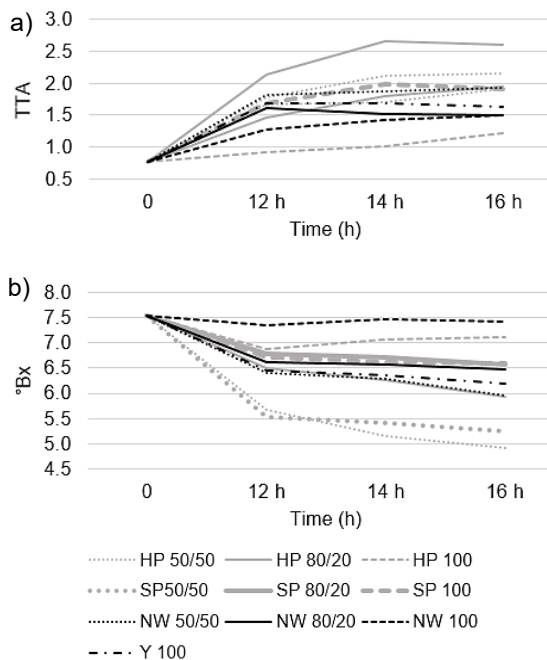 a)
TTA
3.0
2.5
2.0
1.5
1.0
0.5
0 12 h 14 h 16 h
Time (h)
b)
°Bx
8.0
7.5
7.0
6.5
6.0
5.5
5.0
4.5
0 12 h 14 h 16 h
Time (h)
HP 50/50 HP 80/20 HP 100
SP50/50 SP 80/20 SP 100
NW 50/50 NW 80/20 NW 100
Y 100